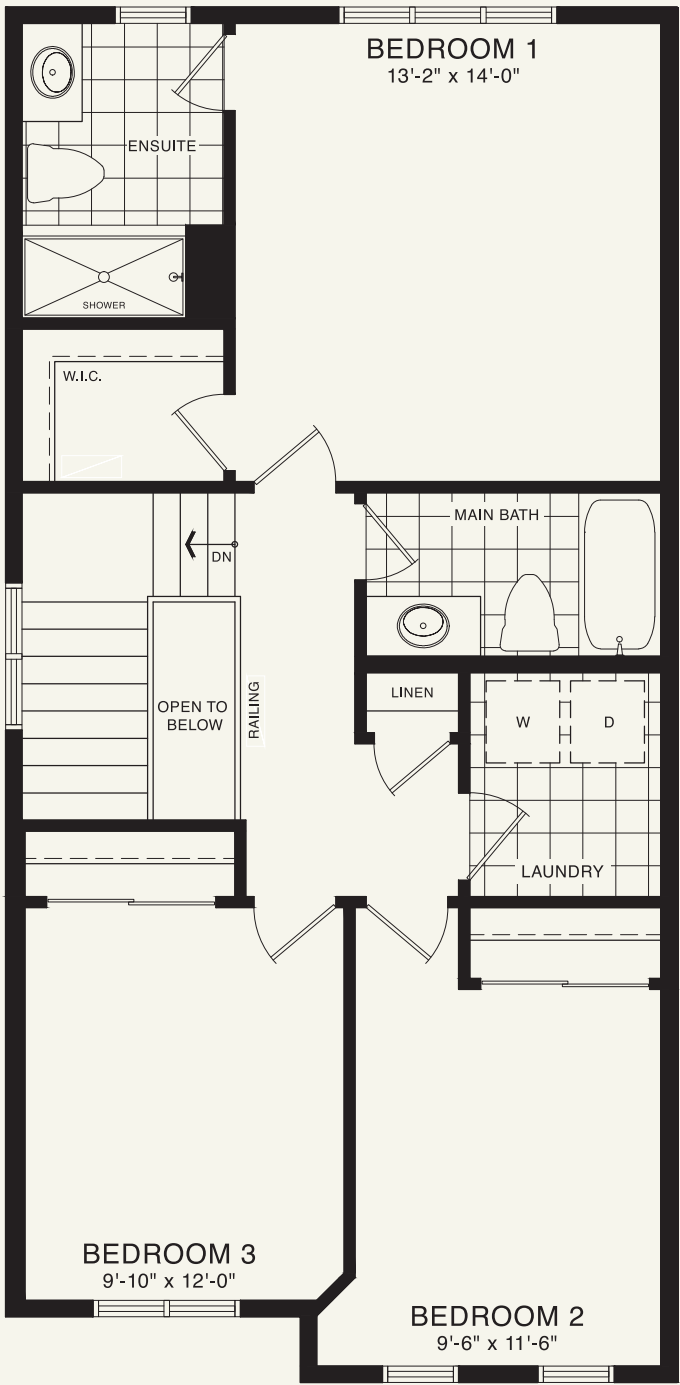 BEDROOM 1
13'-2" x 14'-0"
ENSUITE
SHOWER
W.I.C.
MAIN BATH
DN
LINEN
W
D
OPEN TO
BELOW
RAILING
LAUNDRY
BEDROOM 3
9'-10" x 12'-0"
BEDROOM 2
9'-6" x 11'-6"